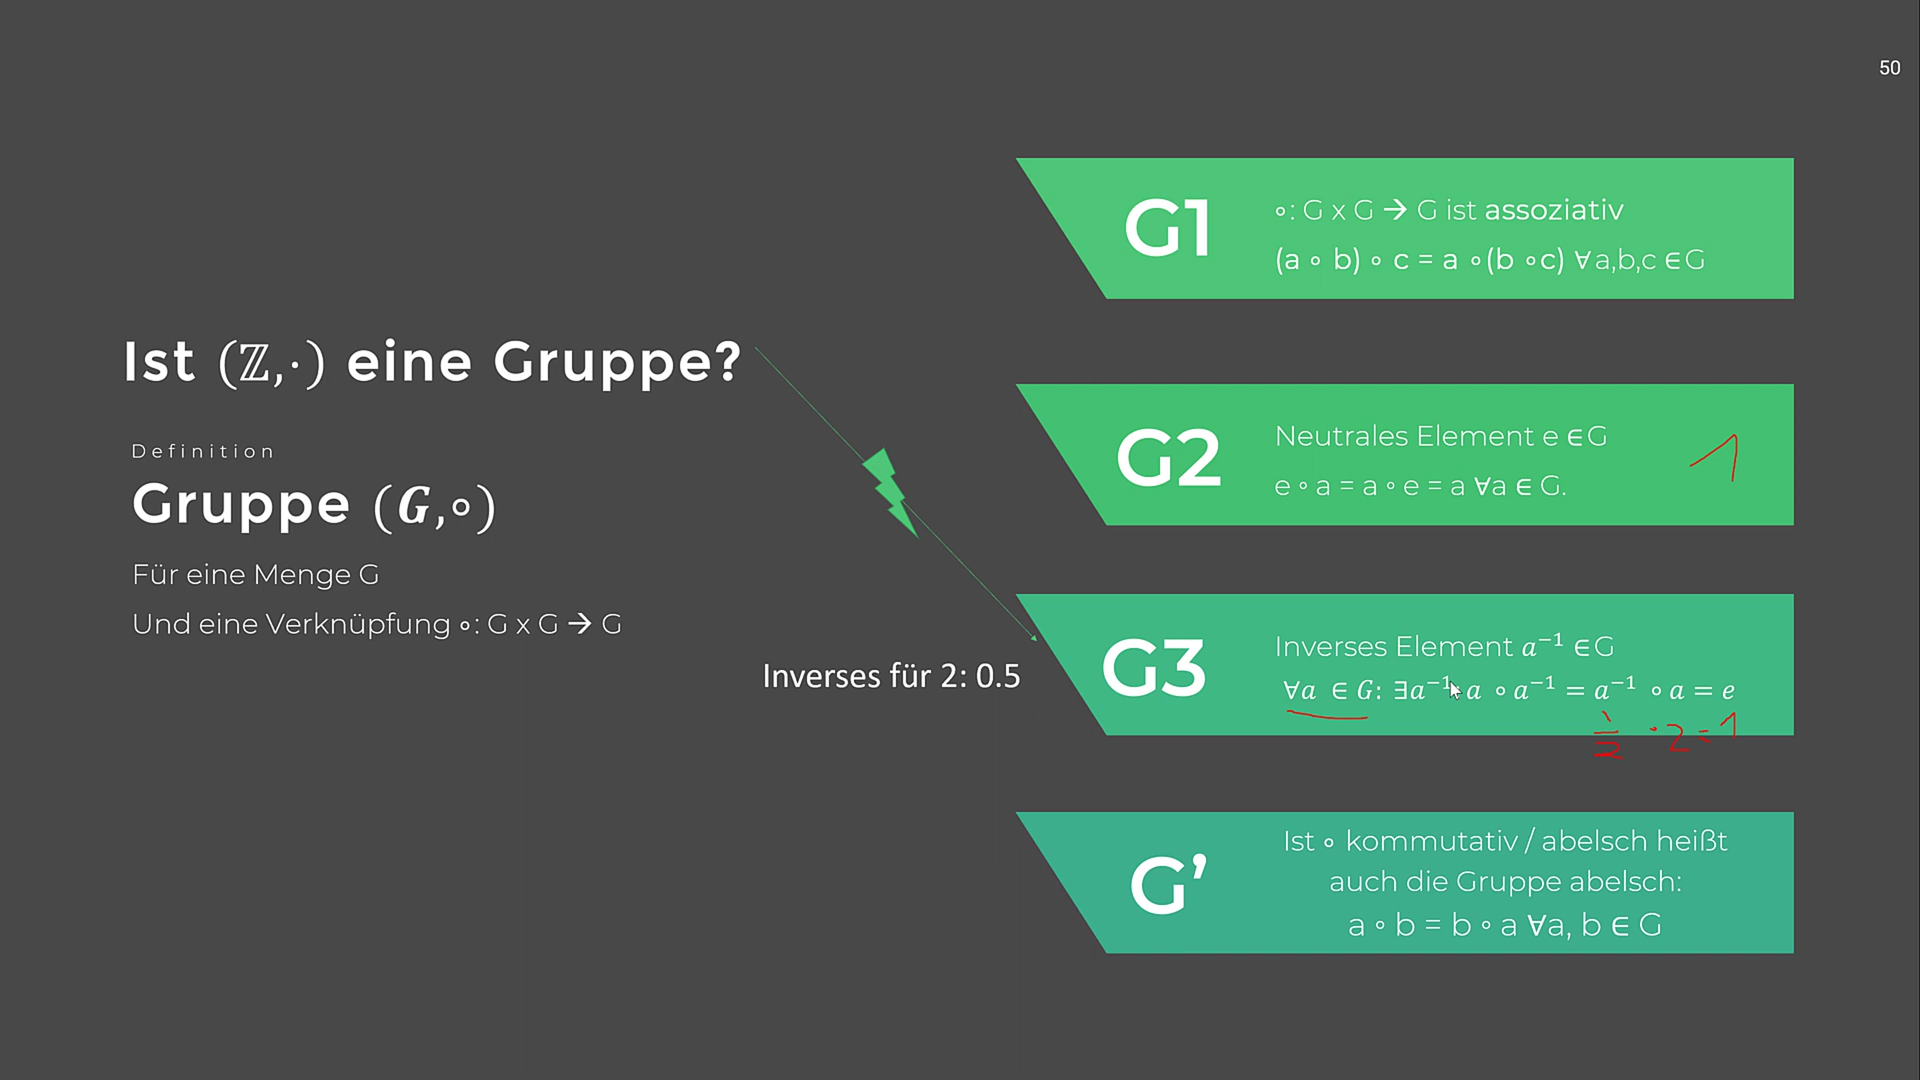 50
Ist (ℤ,·) eine Gruppe?
Definition
Gruppe (G,∘)
Für eine Menge G
Und eine Verknüpfung ∘: G x G → G
G1
∘: G x G → G ist assoziativ
(a ∘ b) ∘ c = a ∘(b ∘c) ∀a,b,c ∈G
G2
Neutrales Element e ∈G
e ∘ a = a ∘ e = a ∀a ∈ G.
1
Inverses für 2: 0.5
G3
Inverses Element a⁻¹ ∈G
∀a ∈ G: ∃a⁻¹ a ∘ a⁻¹ = a⁻¹ ∘ a = e
1/2 · 2 = 1
G’
Ist ∘ kommutativ / abelsch heißt
auch die Gruppe abelsch:
a ∘ b = b ∘ a ∀a, b ∈ G